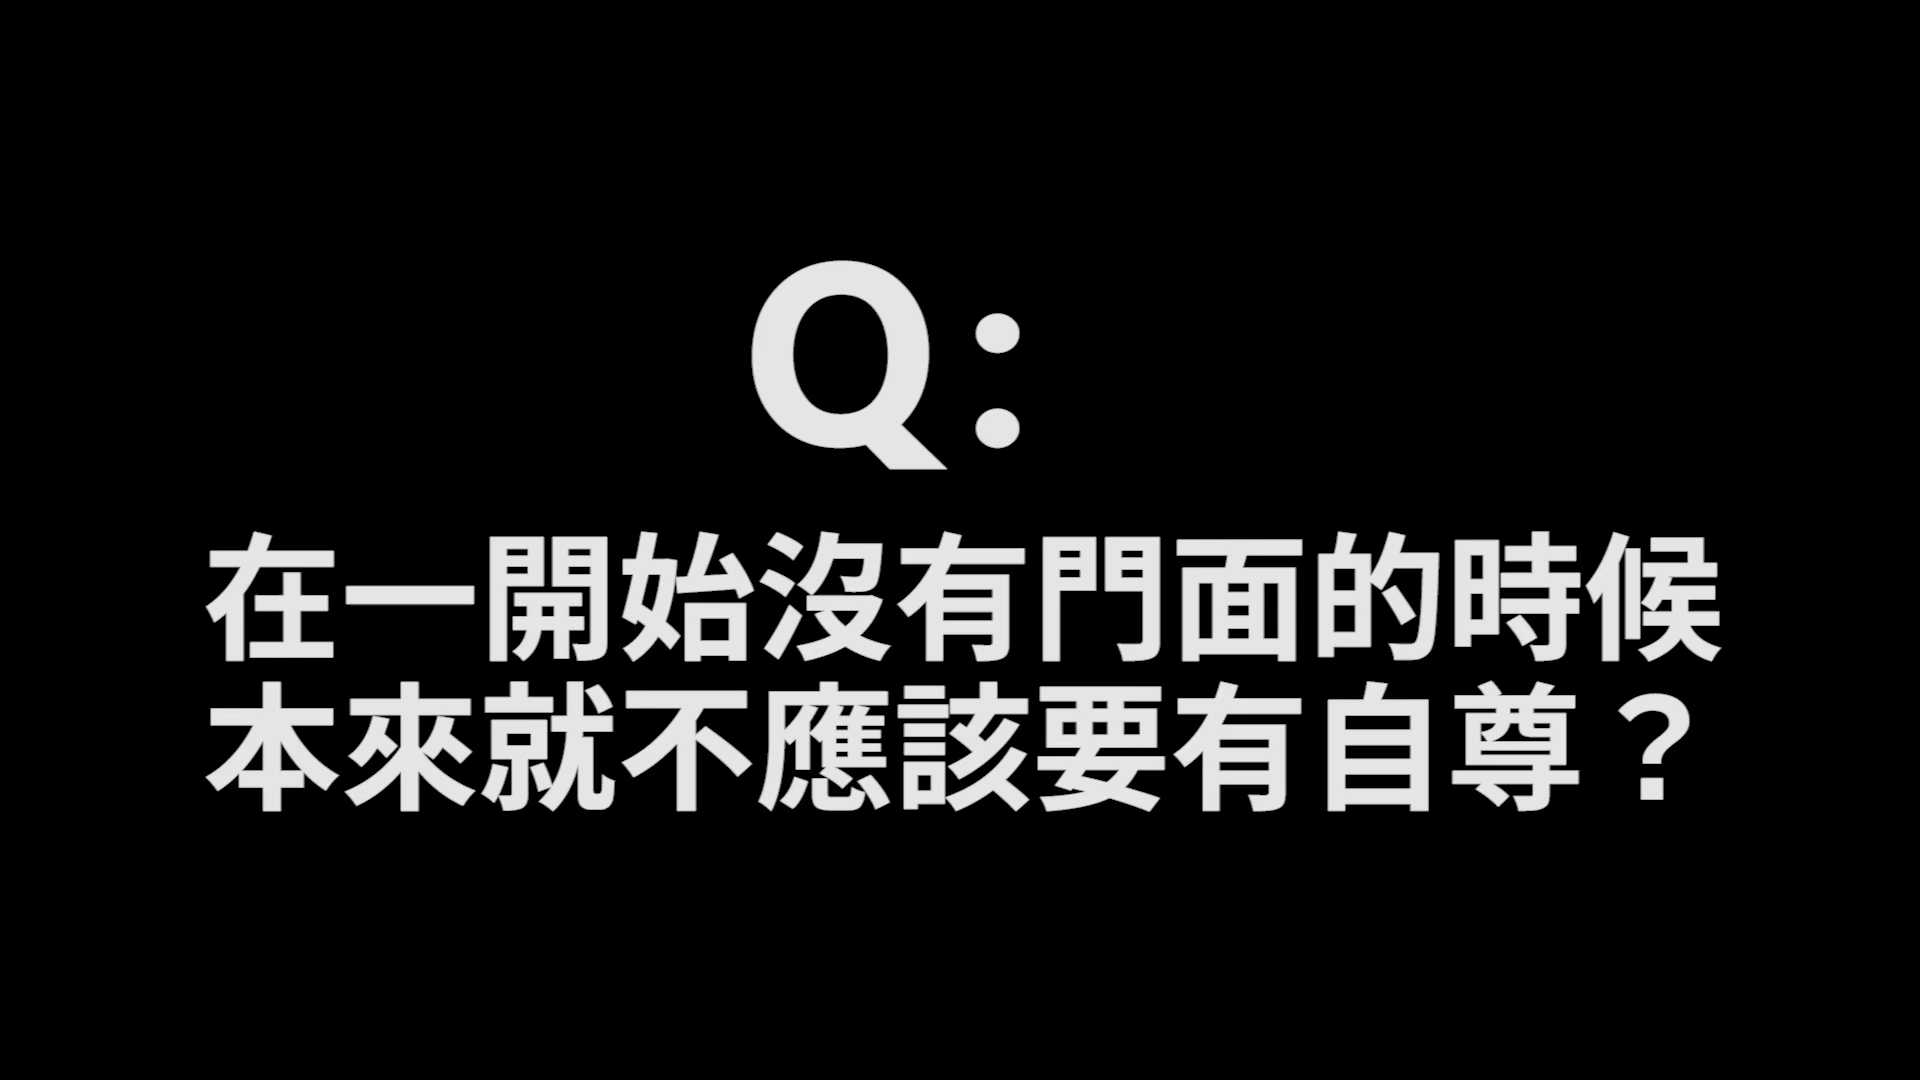 Q：
在一開始沒有門面的時候
本來就不應該要有自尊？